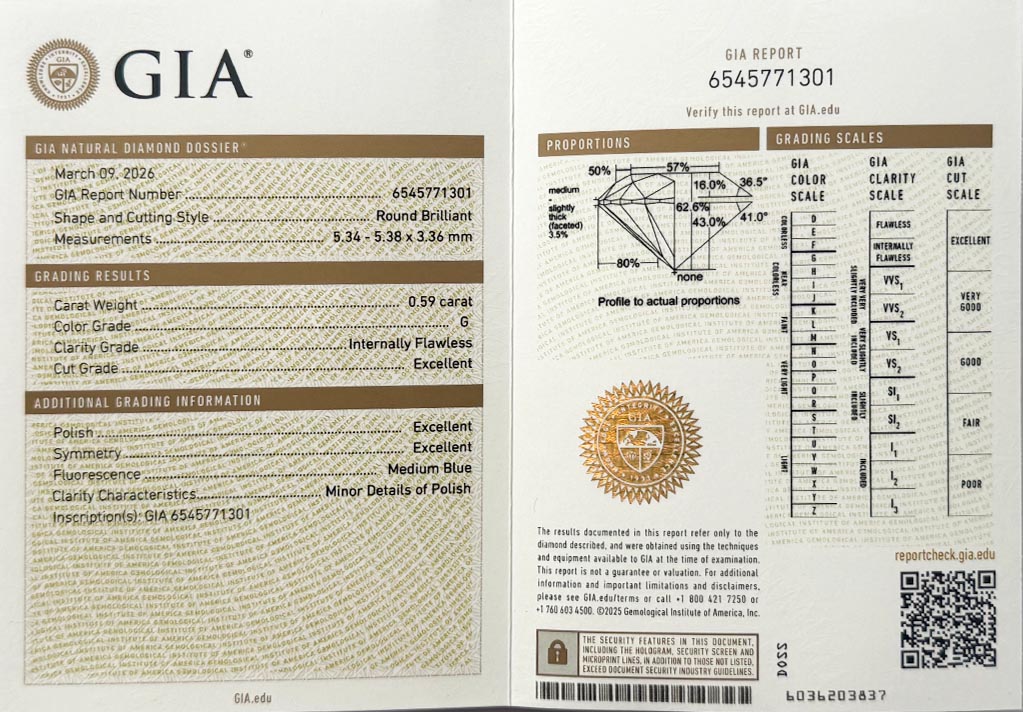 GIA®
GIA NATURAL DIAMOND DOSSIER®
March 09, 2026
GIA Report Number 6545771301
Shape and Cutting Style Round Brilliant
Measurements 5.34 - 5.38 x 3.36 mm
GRADING RESULTS
Carat Weight 0.59 carat
Color Grade G
Clarity Grade Internally Flawless
Cut Grade Excellent
ADDITIONAL GRADING INFORMATION
Polish Excellent
Symmetry Excellent
Fluorescence Medium Blue
Clarity Characteristics Minor Details of Polish
Inscription(s): GIA 6545771301
GIA.edu
GIA REPORT
6545771301
Verify this report at GIA.edu
PROPORTIONS
50%
57%
medium
-
slightly
thick
(faceted)
3.5%
16.0%
36.5°
62.6%
43.0%
41.0°
80%
none
Profile to actual proportions
GRADING SCALES
GIA
COLOR
SCALE
COLORLESS
D
E
F
NEAR
COLORLESS
G
H
I
J
FAINT
K
L
M
VERY LIGHT
N
O
P
Q
R
LIGHT
S
T
U
V
W
X
Y
Z
GIA
CLARITY
SCALE
FLAWLESS
INTERNALLY
FLAWLESS
VERY VERY
SLIGHTLY INCLUDED
VVS1
VVS2
VERY SLIGHTLY
INCLUDED
VS1
VS2
SLIGHTLY
INCLUDED
SI1
SI2
INCLUDED
I1
I2
I3
GIA
CUT
SCALE
EXCELLENT
VERY
GOOD
GOOD
FAIR
POOR
GIA
The results documented in this report refer only to the
diamond described, and were obtained using the techniques
and equipment available to GIA at the time of examination.
This report is not a guarantee or valuation. For additional
information and important limitations and disclaimers,
please see GIA.edu/terms or call +1 800 421 7250 or
+1 760 603 4500. ©2025 Gemological Institute of America, Inc.
THE SECURITY FEATURES IN THIS DOCUMENT,
INCLUDING THE HOLOGRAM, SECURITY SCREEN AND
MICROPRINT LINES, IN ADDITION TO THOSE NOT LISTED,
EXCEED DOCUMENT SECURITY INDUSTRY GUIDELINES.
DOSS
reportcheck.gia.edu
6036203837